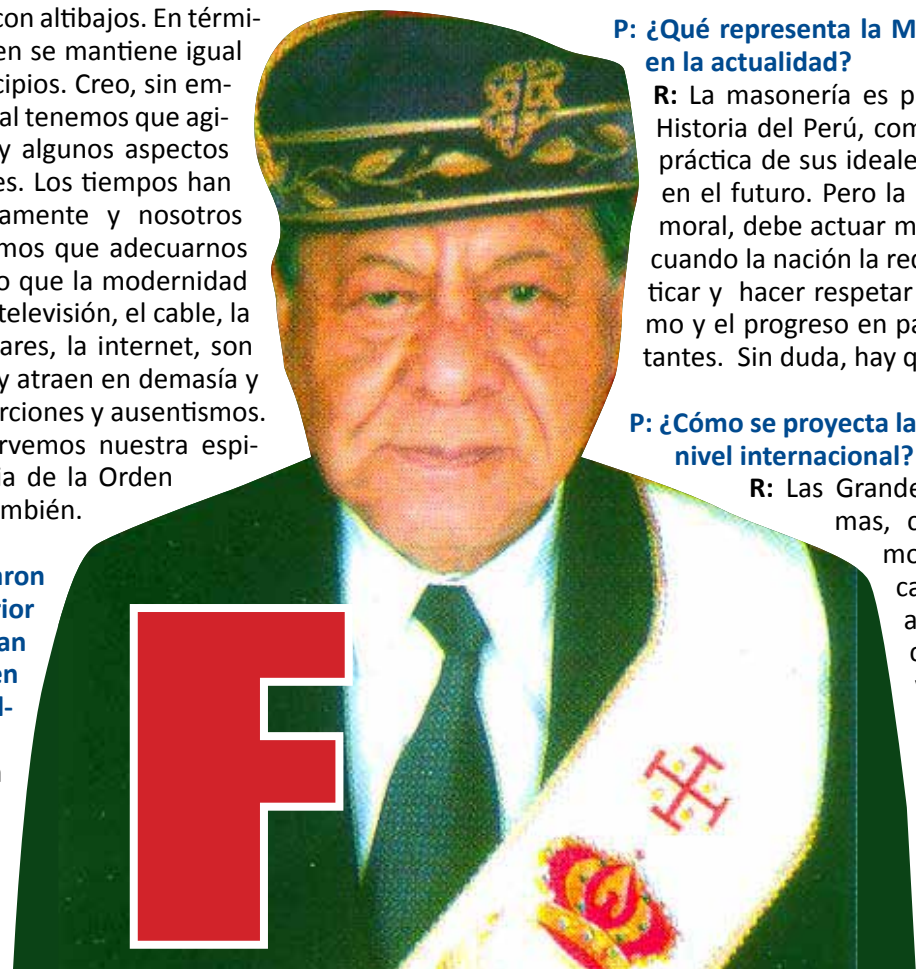 con altibajos. En térmi-
en se mantiene igual
cipios. Creo, sin em-
al tenemos que agi-
y algunos aspectos
es. Los tiempos han
amente y nosotros
mos que adecuarnos
o que la modernidad
televisión, el cable, la
ares, la internet, son
y atraen en demasía y
rciones y ausentismos.
rvemos nuestra espi-
ia de la Orden
ambién.
aron
rior
an
en
l-
F
P: ¿Qué representa la M
en la actualidad?
R: La masonería es p
Historia del Perú, com
práctica de sus ideale
en el futuro. Pero la
moral, debe actuar m
cuando la nación la rec
ticar y hacer respetar
mo y el progreso en pa
tantes. Sin duda, hay q
P: ¿Cómo se proyecta la
nivel internacional?
R: Las Grande
mas, c
mo
ca
a